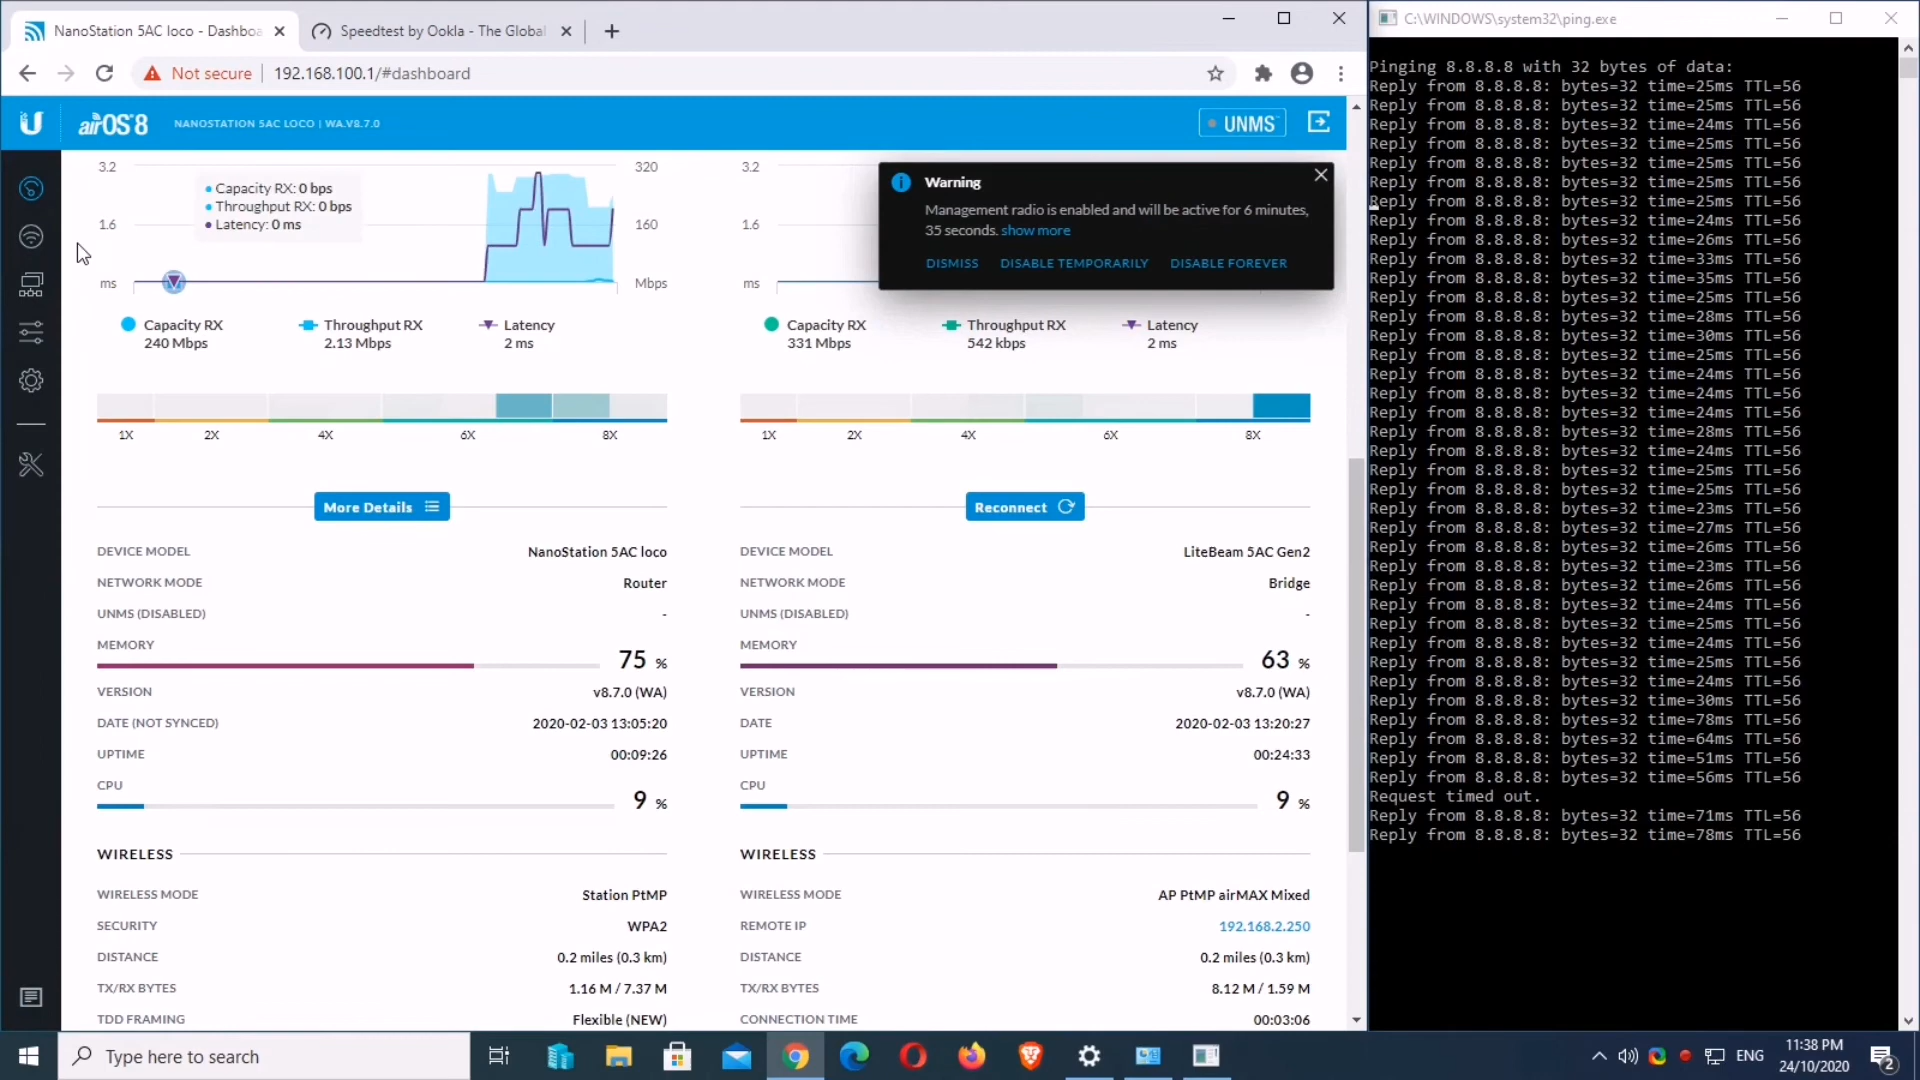 NanoStation 5AC loco - Dashboa
Speedtest by Ookla - The Global
Not secure
192.168.100.1/#dashboard
airOS 8
NANOSTATION 5AC LOCO | WA.V8.7.0
UNMS
3.2
1.6
ms
320
160
Mbps
Capacity RX: 0 bps
Throughput RX: 0 bps
Latency: 0 ms
3.2
1.6
ms
Warning
Management radio is enabled and will be active for 6 minutes,
35 seconds. show more
DISMISS
DISABLE TEMPORARILY
DISABLE FOREVER
Capacity RX
240 Mbps
Throughput RX
2.13 Mbps
Latency
2 ms
Capacity RX
331 Mbps
Throughput RX
542 kbps
Latency
2 ms
1X 2X 4X 6X 8X
1X 2X 4X 6X 8X
More Details
DEVICE MODEL NanoStation 5AC loco
NETWORK MODE Router
UNMS (DISABLED) -
MEMORY 75 %
VERSION v8.7.0 (WA)
DATE (NOT SYNCED) 2020-02-03 13:05:20
UPTIME 00:09:26
CPU 9 %
WIRELESS
WIRELESS MODE Station PtMP
SECURITY WPA2
DISTANCE 0.2 miles (0.3 km)
TX/RX BYTES 1.16 M / 7.37 M
TDD FRAMING Flexible (NEW)
Reconnect
DEVICE MODEL LiteBeam 5AC Gen2
NETWORK MODE Bridge
UNMS (DISABLED) -
MEMORY 63 %
VERSION v8.7.0 (WA)
DATE 2020-02-03 13:20:27
UPTIME 00:24:33
CPU 9 %
WIRELESS
WIRELESS MODE AP PtMP airMAX Mixed
REMOTE IP 192.168.2.250
DISTANCE 0.2 miles (0.3 km)
TX/RX BYTES 8.12 M / 1.59 M
CONNECTION TIME 00:03:06
C:\WINDOWS\system32\ping.exe
Pinging 8.8.8.8 with 32 bytes of data:
Reply from 8.8.8.8: bytes=32 time=25ms TTL=56
Reply from 8.8.8.8: bytes=32 time=25ms TTL=56
Reply from 8.8.8.8: bytes=32 time=24ms TTL=56
Reply from 8.8.8.8: bytes=32 time=25ms TTL=56
Reply from 8.8.8.8: bytes=32 time=25ms TTL=56
Reply from 8.8.8.8: bytes=32 time=25ms TTL=56
Reply from 8.8.8.8: bytes=32 time=25ms TTL=56
Reply from 8.8.8.8: bytes=32 time=24ms TTL=56
Reply from 8.8.8.8: bytes=32 time=26ms TTL=56
Reply from 8.8.8.8: bytes=32 time=33ms TTL=56
Reply from 8.8.8.8: bytes=32 time=35ms TTL=56
Reply from 8.8.8.8: bytes=32 time=25ms TTL=56
Reply from 8.8.8.8: bytes=32 time=28ms TTL=56
Reply from 8.8.8.8: bytes=32 time=30ms TTL=56
Reply from 8.8.8.8: bytes=32 time=25ms TTL=56
Reply from 8.8.8.8: bytes=32 time=24ms TTL=56
Reply from 8.8.8.8: bytes=32 time=24ms TTL=56
Reply from 8.8.8.8: bytes=32 time=24ms TTL=56
Reply from 8.8.8.8: bytes=32 time=28ms TTL=56
Reply from 8.8.8.8: bytes=32 time=24ms TTL=56
Reply from 8.8.8.8: bytes=32 time=25ms TTL=56
Reply from 8.8.8.8: bytes=32 time=25ms TTL=56
Reply from 8.8.8.8: bytes=32 time=23ms TTL=56
Reply from 8.8.8.8: bytes=32 time=27ms TTL=56
Reply from 8.8.8.8: bytes=32 time=26ms TTL=56
Reply from 8.8.8.8: bytes=32 time=23ms TTL=56
Reply from 8.8.8.8: bytes=32 time=26ms TTL=56
Reply from 8.8.8.8: bytes=32 time=24ms TTL=56
Reply from 8.8.8.8: bytes=32 time=25ms TTL=56
Reply from 8.8.8.8: bytes=32 time=24ms TTL=56
Reply from 8.8.8.8: bytes=32 time=25ms TTL=56
Reply from 8.8.8.8: bytes=32 time=24ms TTL=56
Reply from 8.8.8.8: bytes=32 time=30ms TTL=56
Reply from 8.8.8.8: bytes=32 time=78ms TTL=56
Reply from 8.8.8.8: bytes=32 time=64ms TTL=56
Reply from 8.8.8.8: bytes=32 time=51ms TTL=56
Reply from 8.8.8.8: bytes=32 time=56ms TTL=56
Request timed out.
Reply from 8.8.8.8: bytes=32 time=71ms TTL=56
Reply from 8.8.8.8: bytes=32 time=78ms TTL=56
Type here to search
ENG
11:38 PM
24/10/2020
2